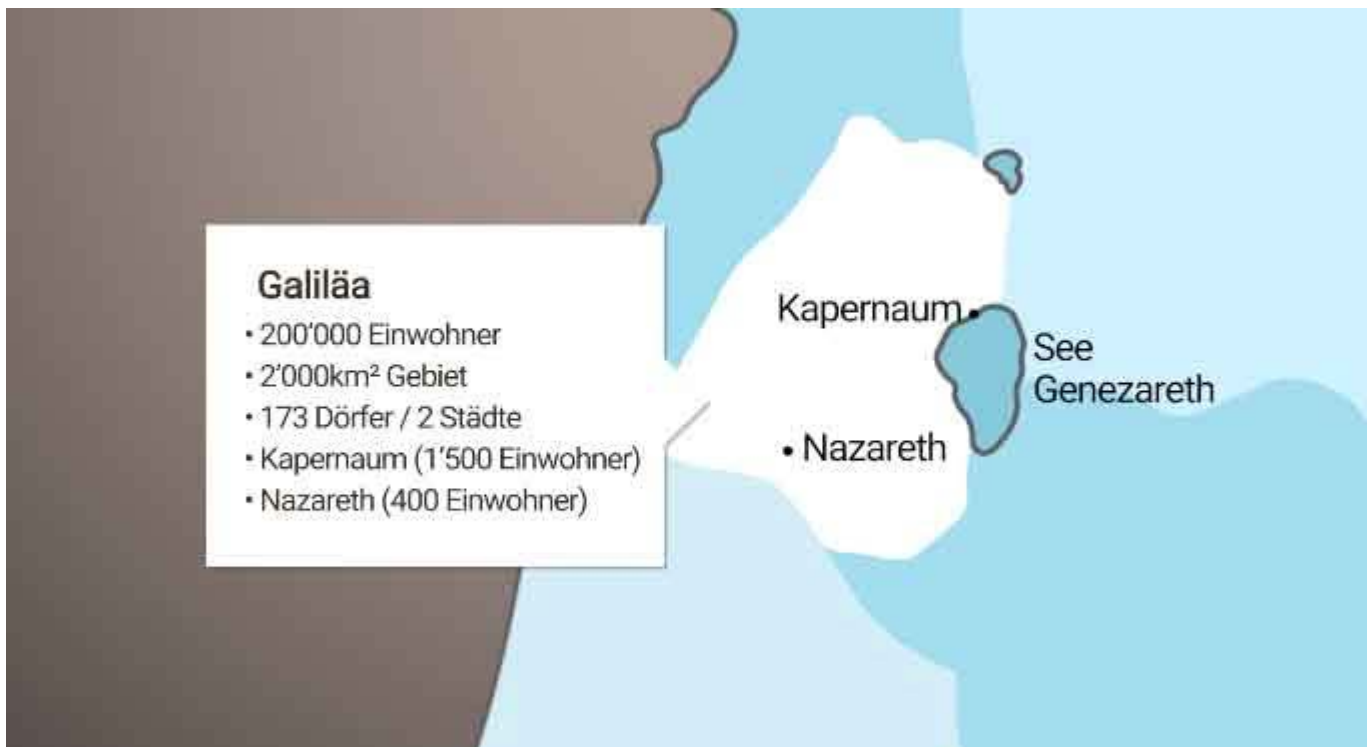 Galiläa
• 200'000 Einwohner
• 2'000km² Gebiet
• 173 Dörfer / 2 Städte
• Kapernaum (1'500 Einwohner)
• Nazareth (400 Einwohner)
Kapernaum
See
Genezareth
• Nazareth